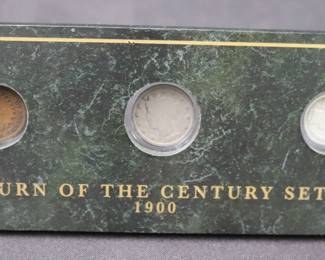 URN OF THE CENTURY SET
1900